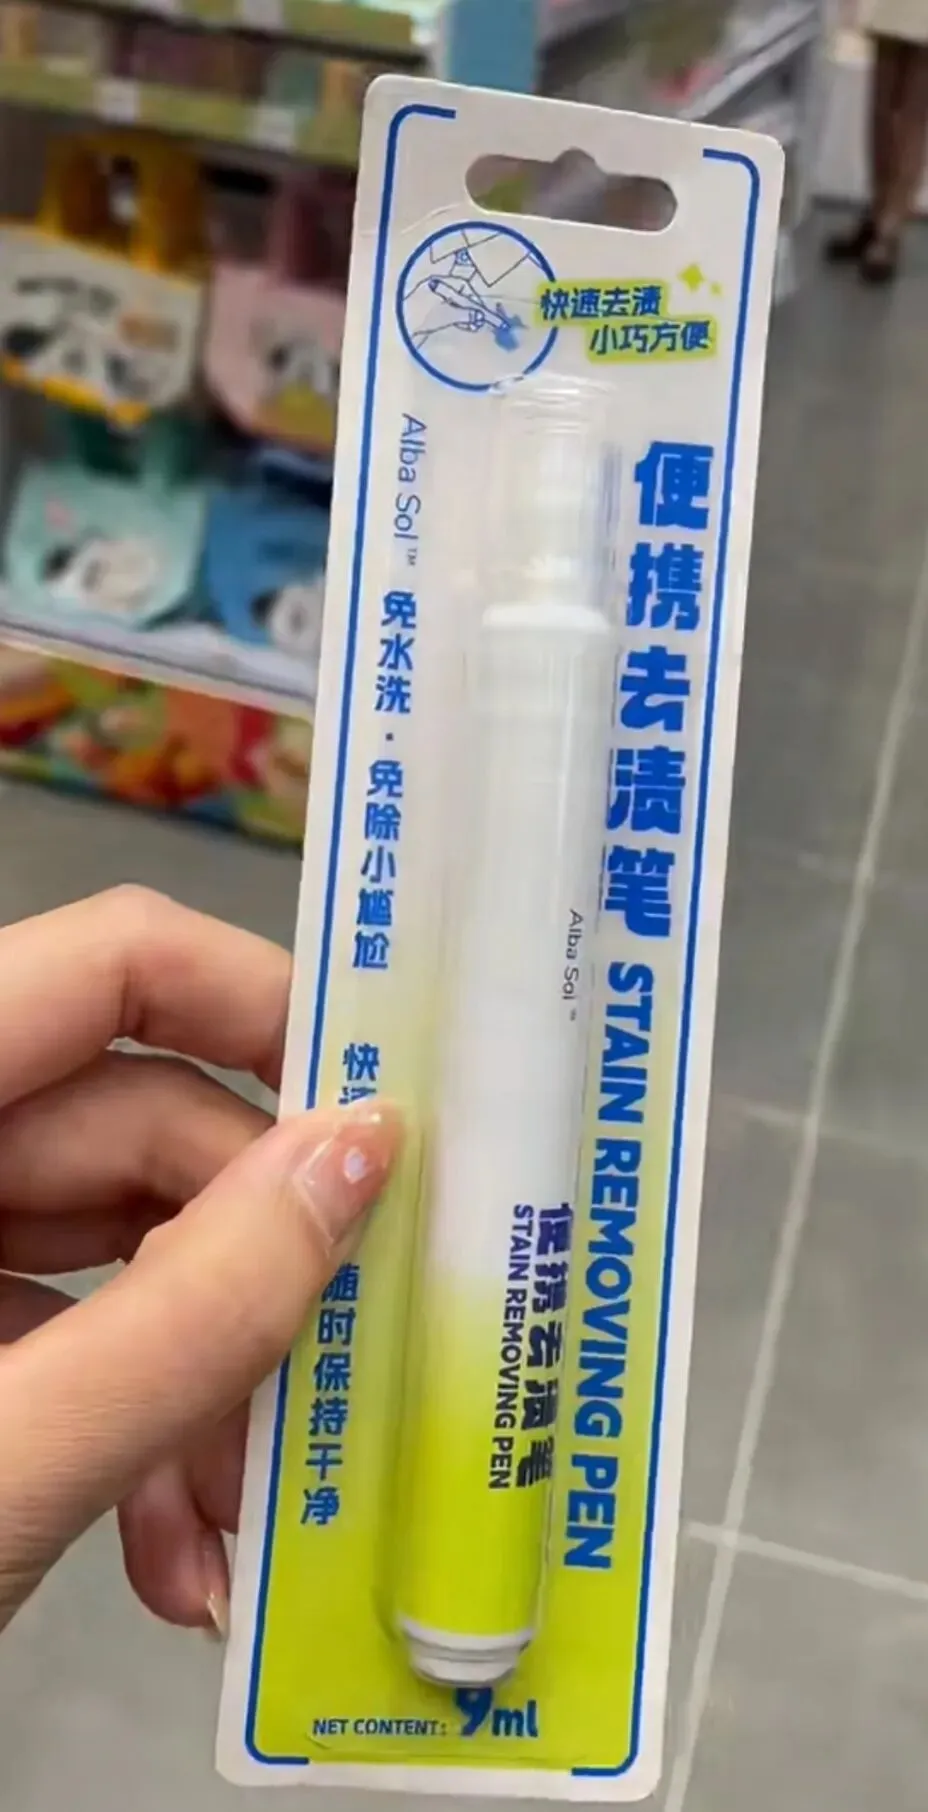 快速去渍
小巧方便
便携去渍笔 STAIN REMOVING PEN
Alba Sol™ 免水洗·免除小尴尬
快
随时保持干净
Alba Sol™
便携去渍笔
STAIN REMOVING PEN
NET CONTENT: 9ml